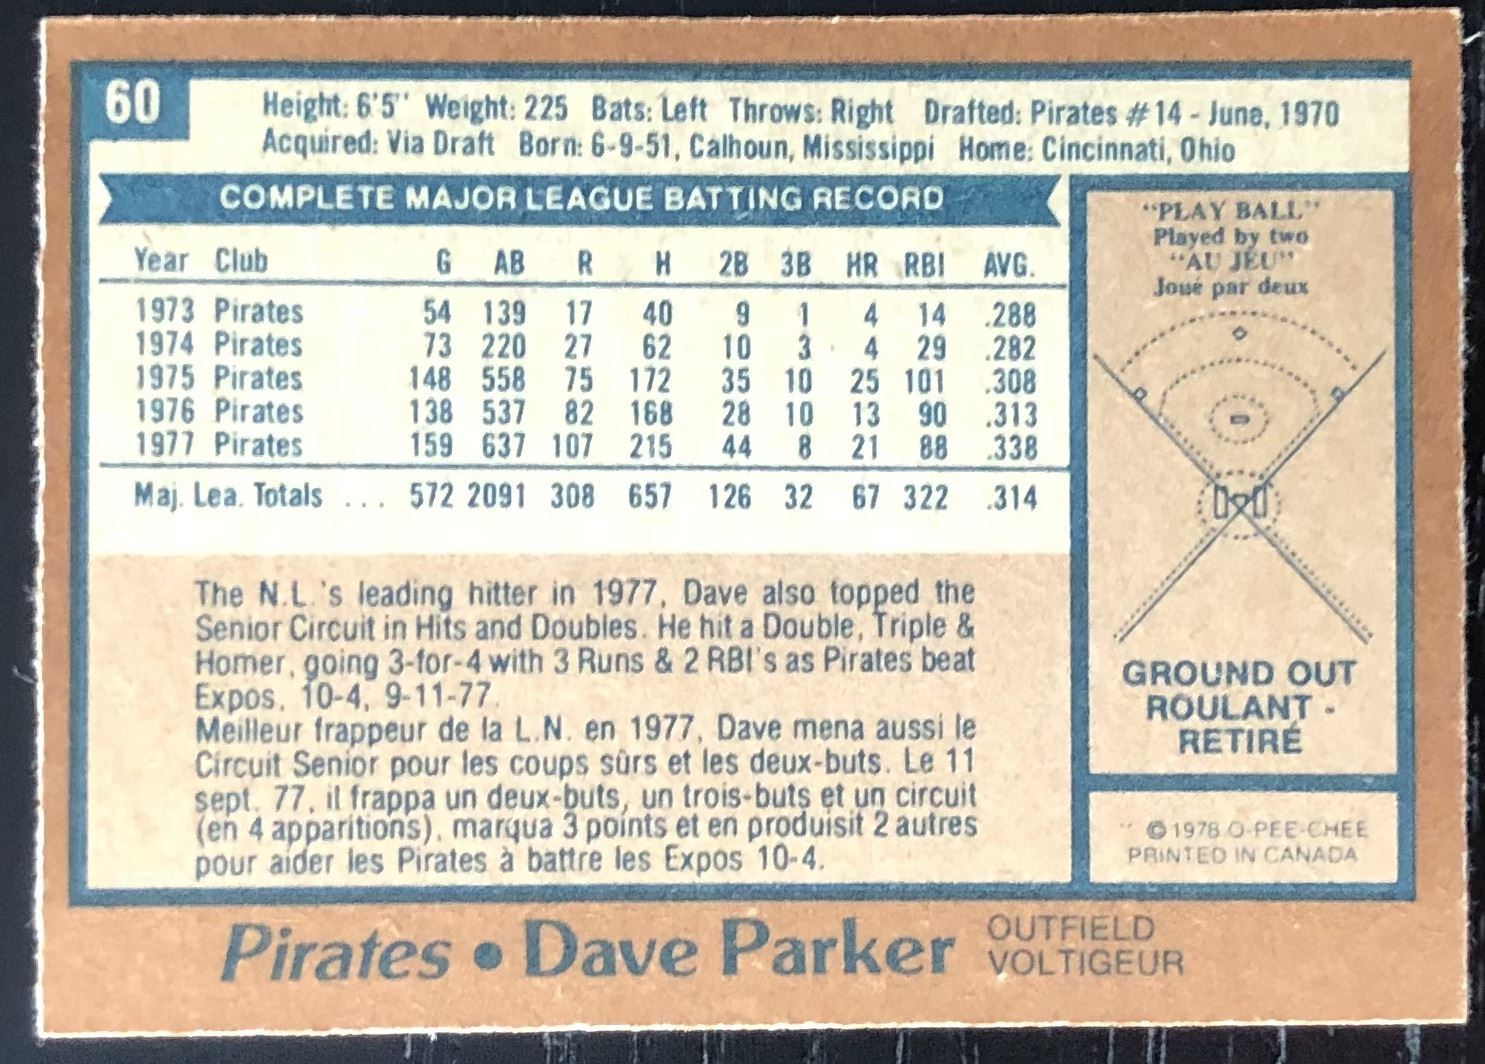 60
Height: 6'5" Weight: 225 Bats: Left Throws: Right Drafted: Pirates #14 - June, 1970
Acquired: Via Draft Born: 6-9-51, Calhoun, Mississippi Home: Cincinnati, Ohio
COMPLETE MAJOR LEAGUE BATTING RECORD
Year Club G AB R H 2B 3B HR RBI AVG.
1973 Pirates 54 139 17 40 9 1 4 14 .288
1974 Pirates 73 220 27 62 10 3 4 29 .282
1975 Pirates 148 558 75 172 35 10 25 101 .308
1976 Pirates 138 537 82 168 28 10 13 90 .313
1977 Pirates 159 637 107 215 44 8 21 88 .338
Maj. Lea. Totals ... 572 2091 308 657 126 32 67 322 .314
The N.L.'s leading hitter in 1977, Dave also topped the
Senior Circuit in Hits and Doubles. He hit a Double, Triple &
Homer, going 3-for-4 with 3 Runs & 2 RBI's as Pirates beat
Expos, 10-4, 9-11-77.
Meilleur frappeur de la L.N. en 1977, Dave mena aussi le
Circuit Senior pour les coups sûrs et les deux-buts. Le 11
sept. 77, il frappa un deux-buts, un trois-buts et un circuit
(en 4 apparitions), marqua 3 points et en produisit 2 autres
pour aider les Pirates à battre les Expos 10-4.
"PLAY BALL"
Played by two
"AU JEU"
Joué par deux
GROUND OUT
ROULANT -
RETIRÉ
© 1978 O-PEE-CHEE
PRINTED IN CANADA
Pirates • Dave Parker
OUTFIELD
VOLTIGEUR